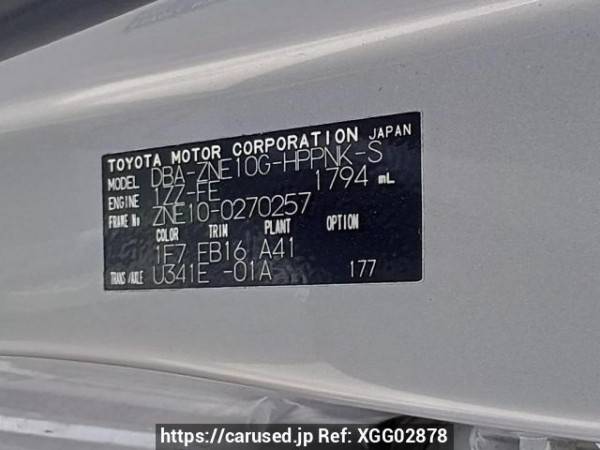 TOYOTA MOTOR CORPORATION JAPAN
MODEL DBA-ZNE10G-HPPNK-S
ENGINE 1ZZ-FE 1794 mL
FRAME No ZNE10-0270257
COLOR TRIM PLANT OPTION
1F7 FB16 A41
TRANS/AXLE U341E -01A 177
https://carused.jp Ref: XGG02878